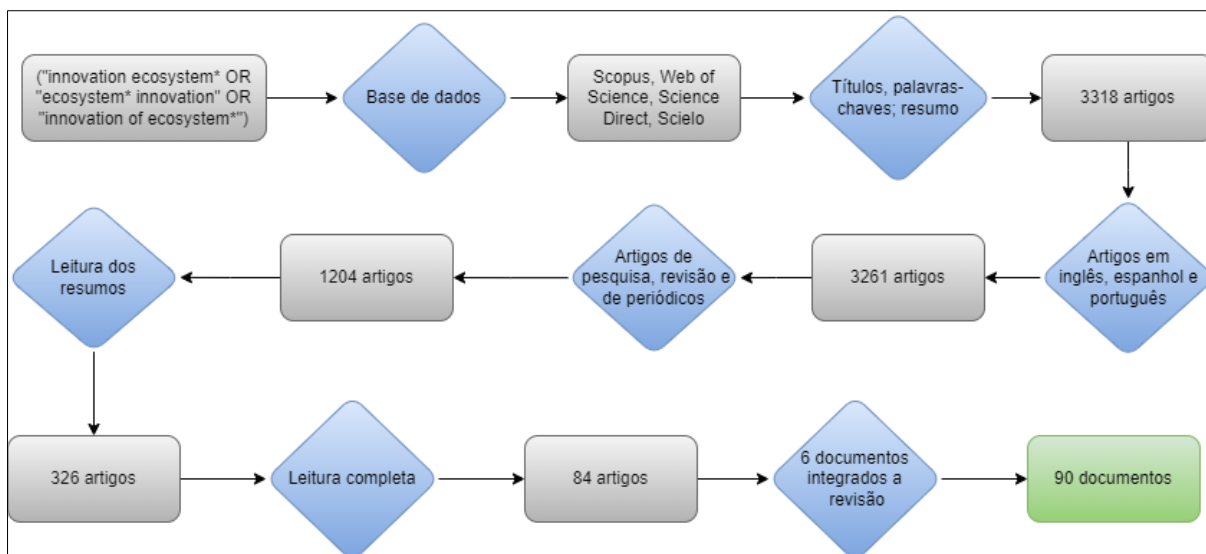 ("innovation ecosystem* OR
"ecosystem* innovation" OR
"innovation of ecosystem*")
Base de dados
Scopus, Web of
Science, Science
Direct, Scielo
Títulos, palavras-
chaves; resumo
3318 artigos
Artigos em
inglês, espanhol e
português
3261 artigos
Artigos de
pesquisa, revisão e
de periódicos
1204 artigos
Leitura dos
resumos
326 artigos
Leitura completa
84 artigos
6 documentos
integrados a
revisão
90 documentos